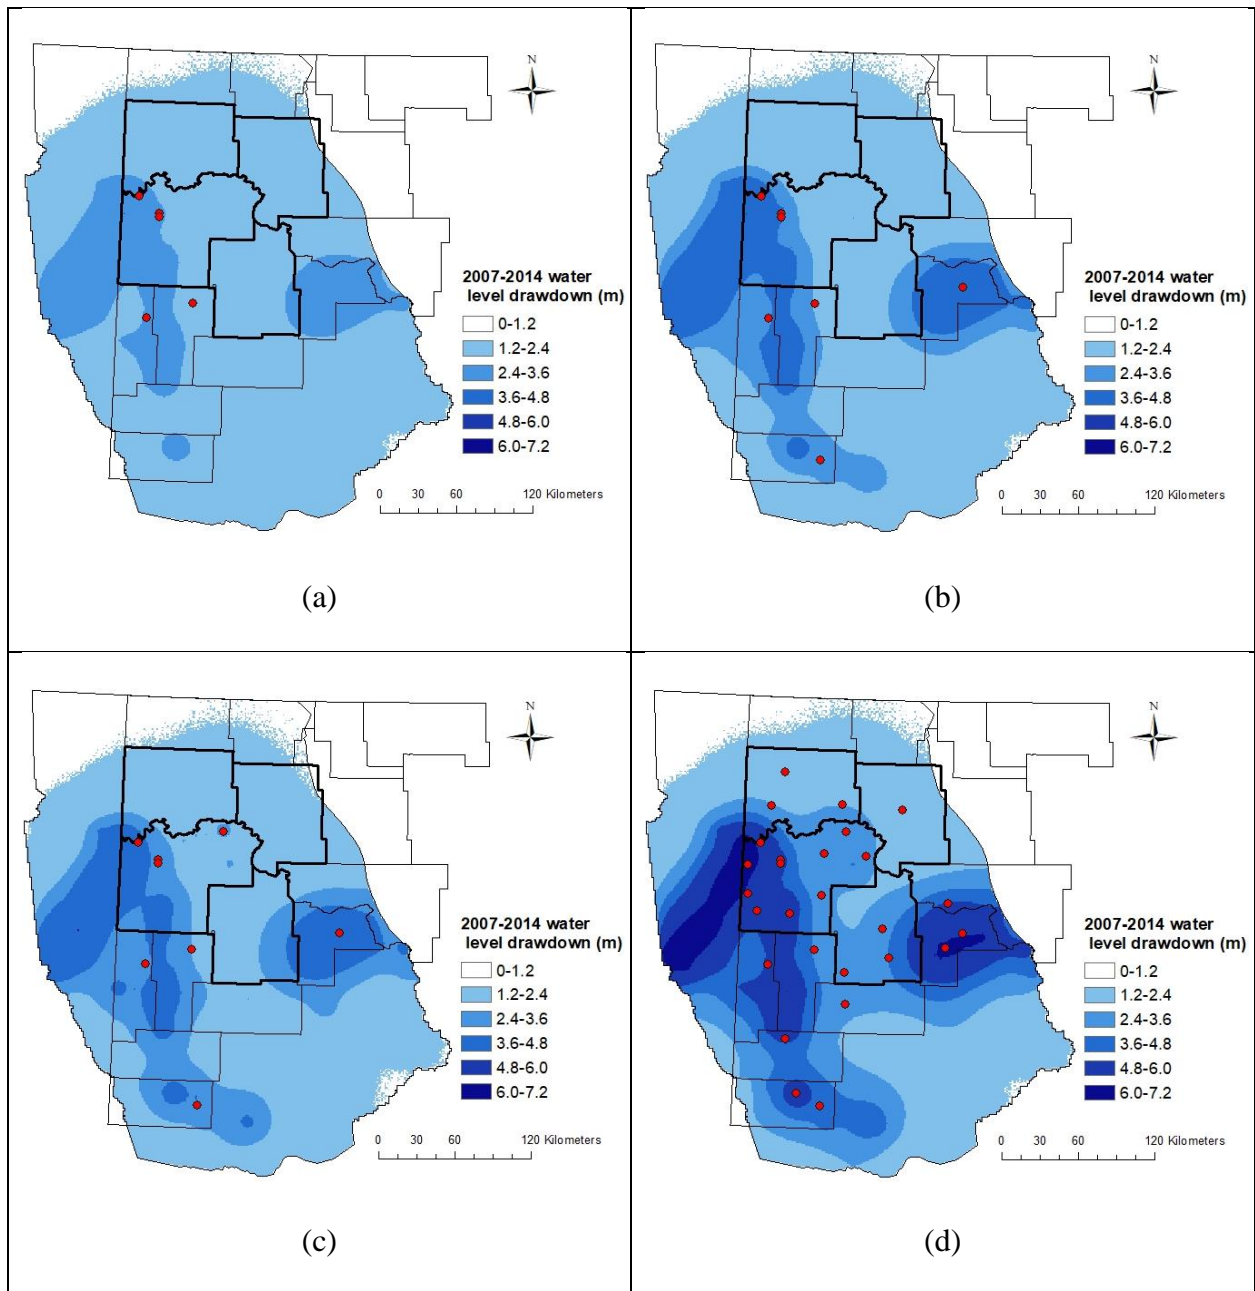 N
2007-2014 water
level drawdown (m)
0-1.2
1.2-2.4
2.4-3.6
3.6-4.8
4.8-6.0
6.0-7.2
0 30 60 120 Kilometers
(a)
N
2007-2014 water
level drawdown (m)
0-1.2
1.2-2.4
2.4-3.6
3.6-4.8
4.8-6.0
6.0-7.2
0 30 60 120 Kilometers
(b)
N
2007-2014 water
level drawdown (m)
0-1.2
1.2-2.4
2.4-3.6
3.6-4.8
4.8-6.0
6.0-7.2
0 30 60 120 Kilometers
(c)
N
2007-2014 water
level drawdown (m)
0-1.2
1.2-2.4
2.4-3.6
3.6-4.8
4.8-6.0
6.0-7.2
0 30 60 120 Kilometers
(d)